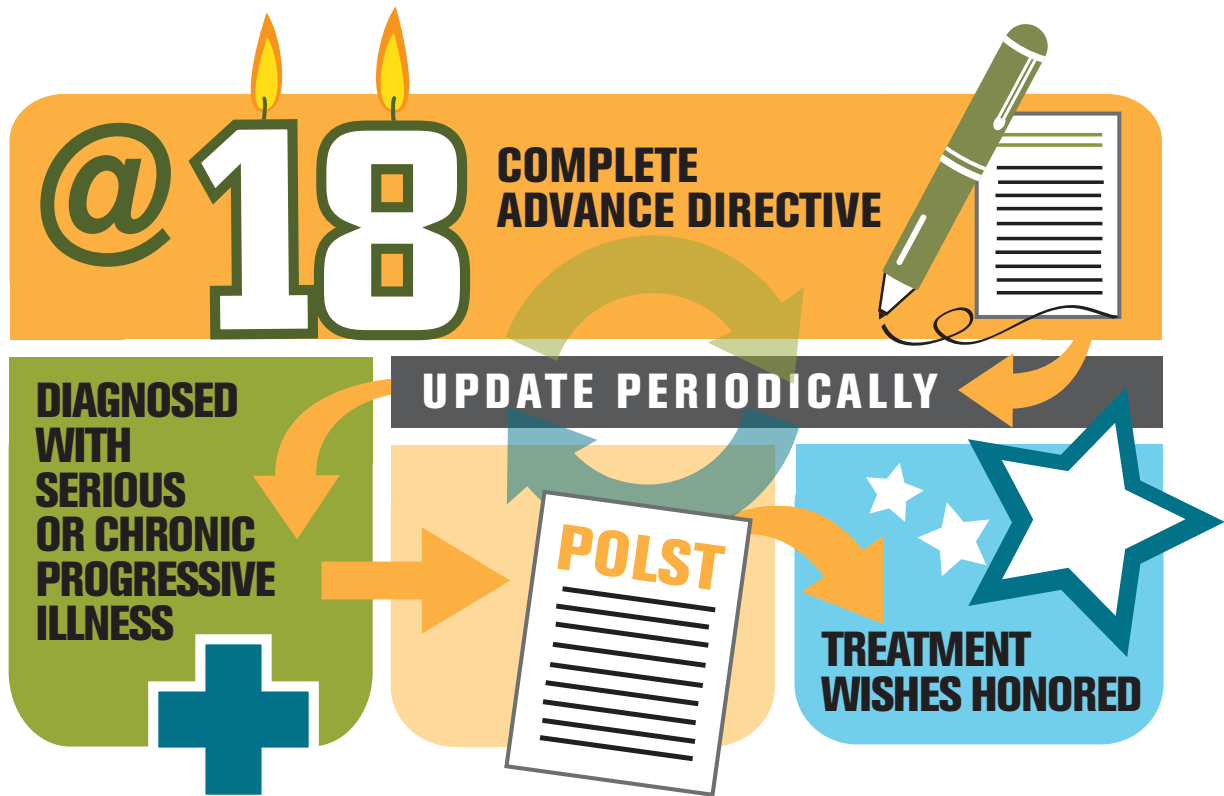 @18
COMPLETE
ADVANCE DIRECTIVE
UPDATE PERIODICALLY
DIAGNOSED
WITH
SERIOUS
OR CHRONIC
PROGRESSIVE
ILLNESS
POLST
TREATMENT
WISHES HONORED